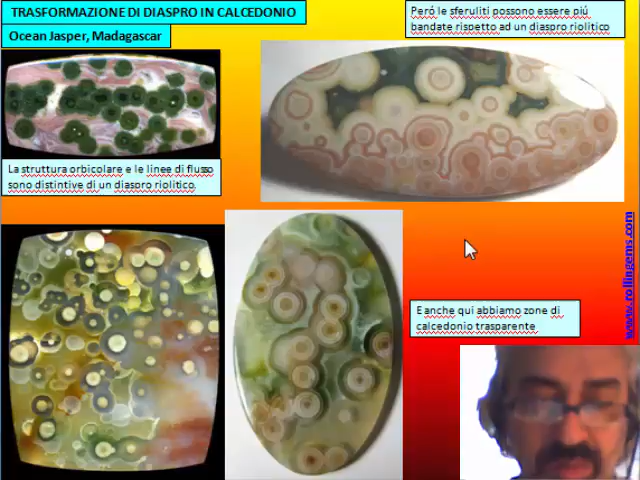 TRASFORMAZIONE DI DIASPRO IN CALCEDONIO
Ocean Jasper, Madagascar
Peró le sferuliti possono essere piú
bandate rispetto ad un diaspro riolitico
La struttura orbicolare e le linee di flusso
sono distintive di un diaspro riolitico.
E anche qui abbiamo zone di
calcedonio trasparente
www.rollingems.com